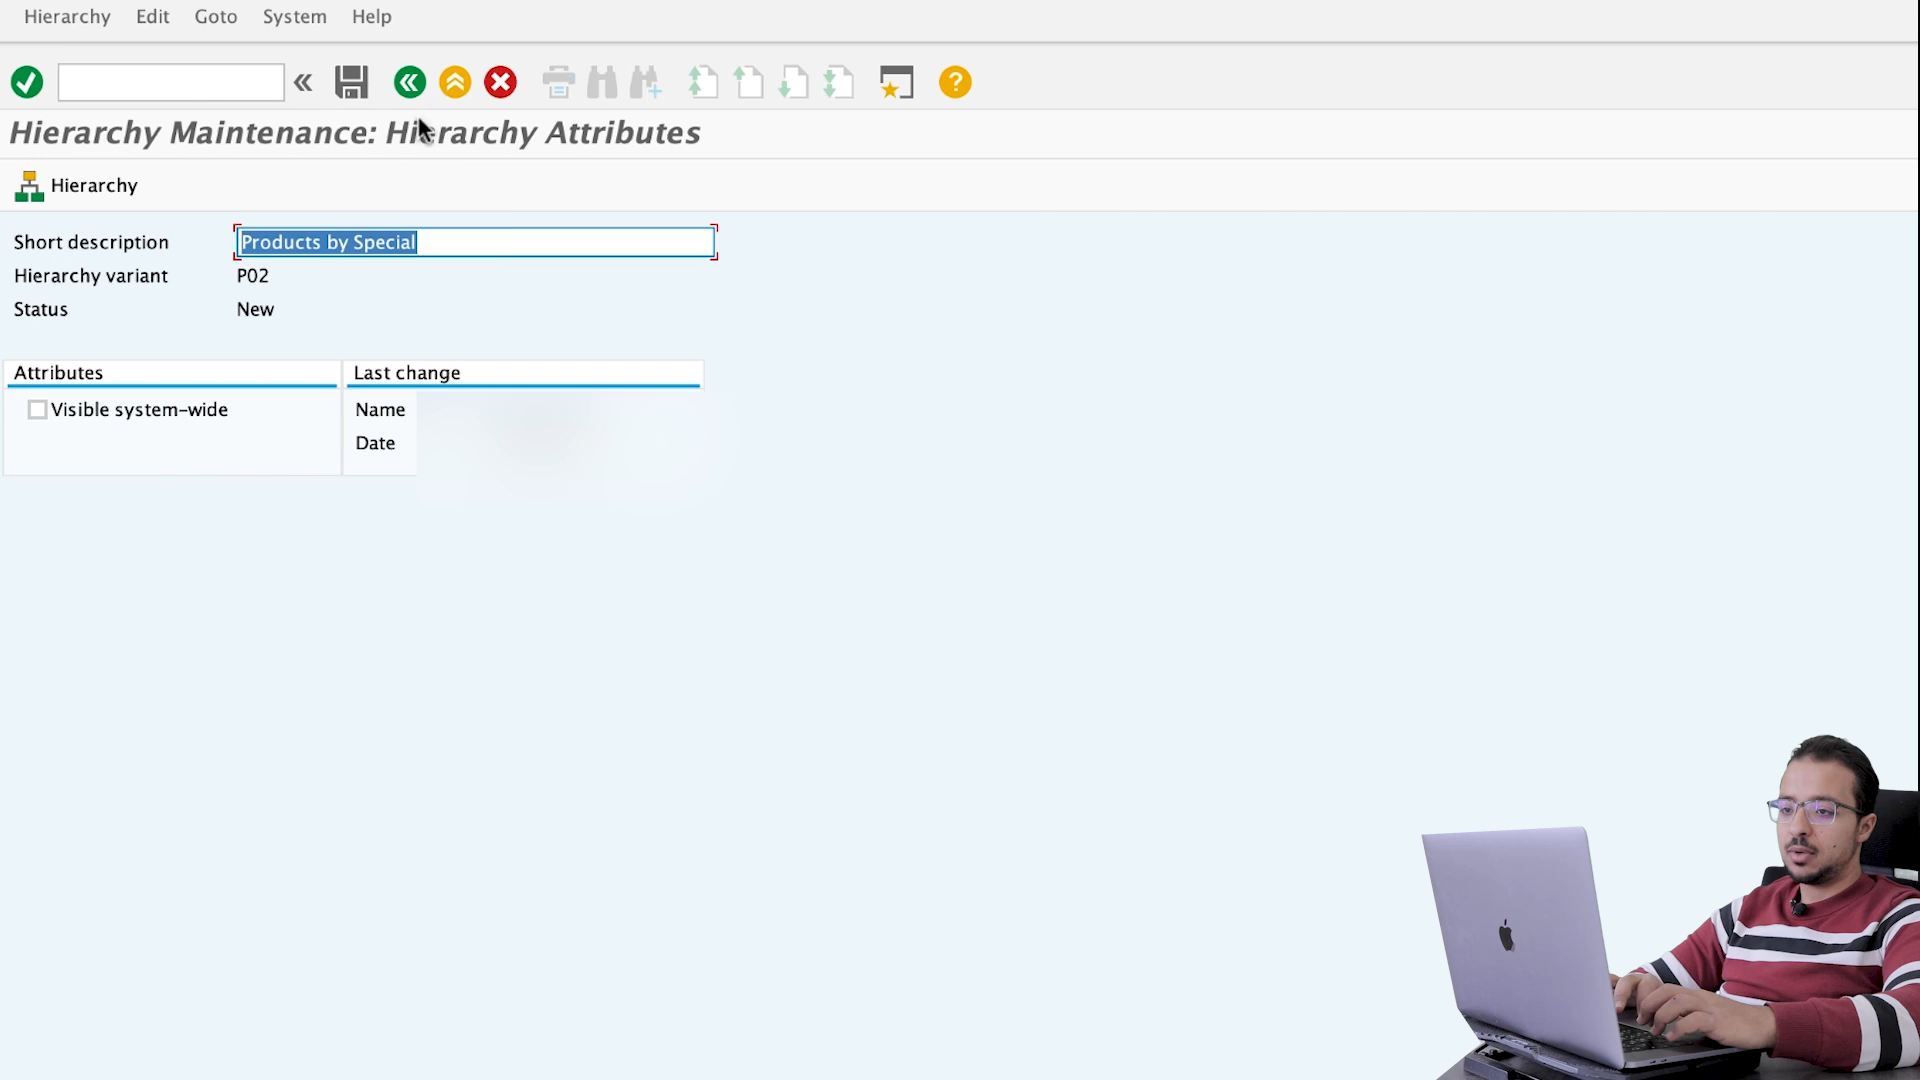 Hierarchy Edit Goto System Help
Hierarchy Maintenance: Hierarchy Attributes
Hierarchy
Short description Products by Special
Hierarchy variant P02
Status New
Attributes Last change
Visible system-wide Name
Date